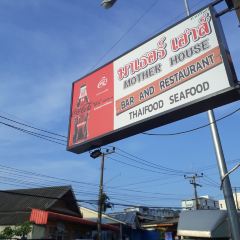 มาเธอร์ เฮาส์
MOTHER HOUSE
BAR AND RESTAURANT
THAIFOOD SEAFOOD